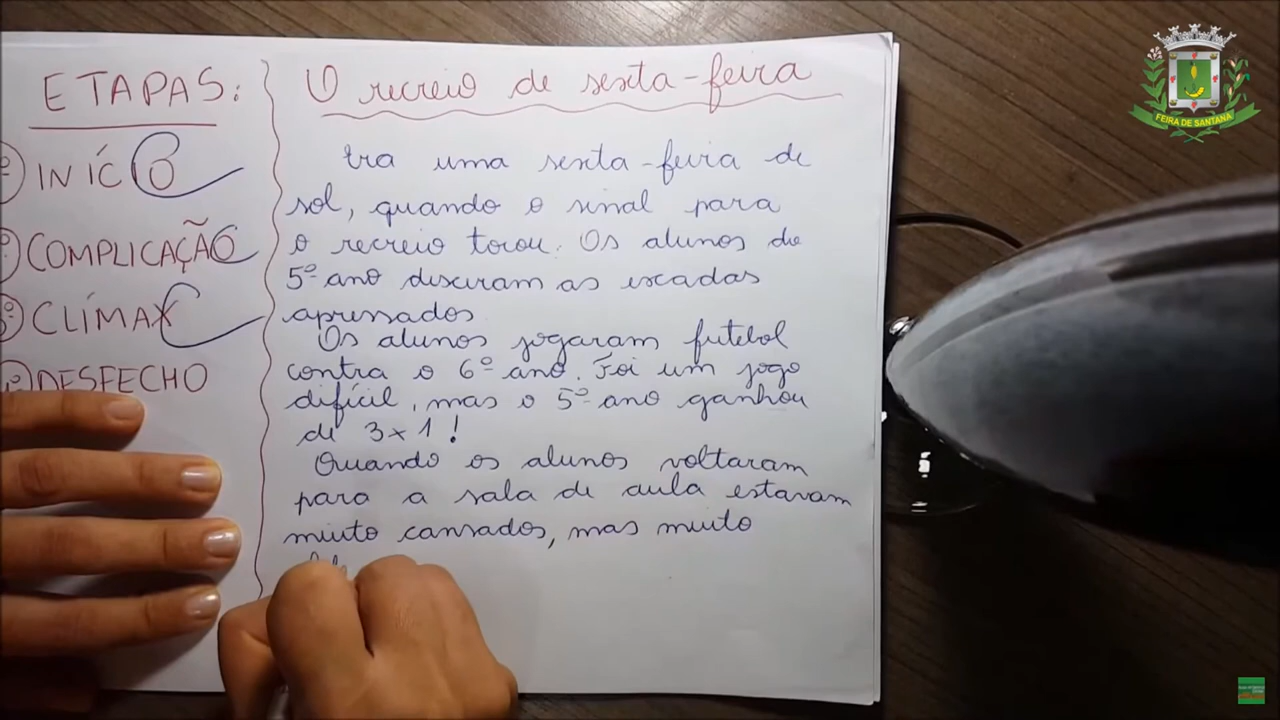 ETAPAS:
INÍCIO
COMPLICAÇÃO
CLÍMAX
DESFECHO
O recreio de sexta-feira
Era uma sexta-feira de
sol, quando o sinal para
o recreio tocou. Os alunos do
5º ano desceram as escadas
apressados
Os alunos jogaram futebol
contra o 6º ano. Foi um jogo
difícil, mas o 5º ano ganhou
de 3x1!
Quando os alunos voltaram
para a sala de aula estavam
muito cansados, mas muito
FEIRA DE SANTANA